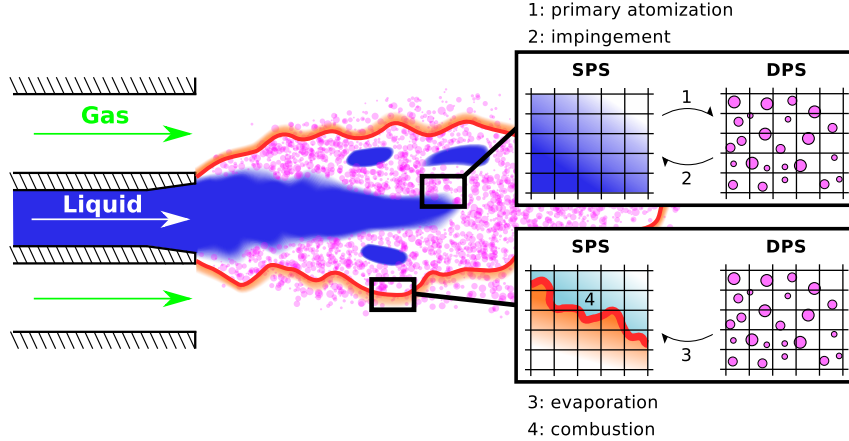 1: primary atomization
2: impingement
SPS
DPS
1
2
Gas
Liquid
SPS
DPS
4
3
3: evaporation
4: combustion